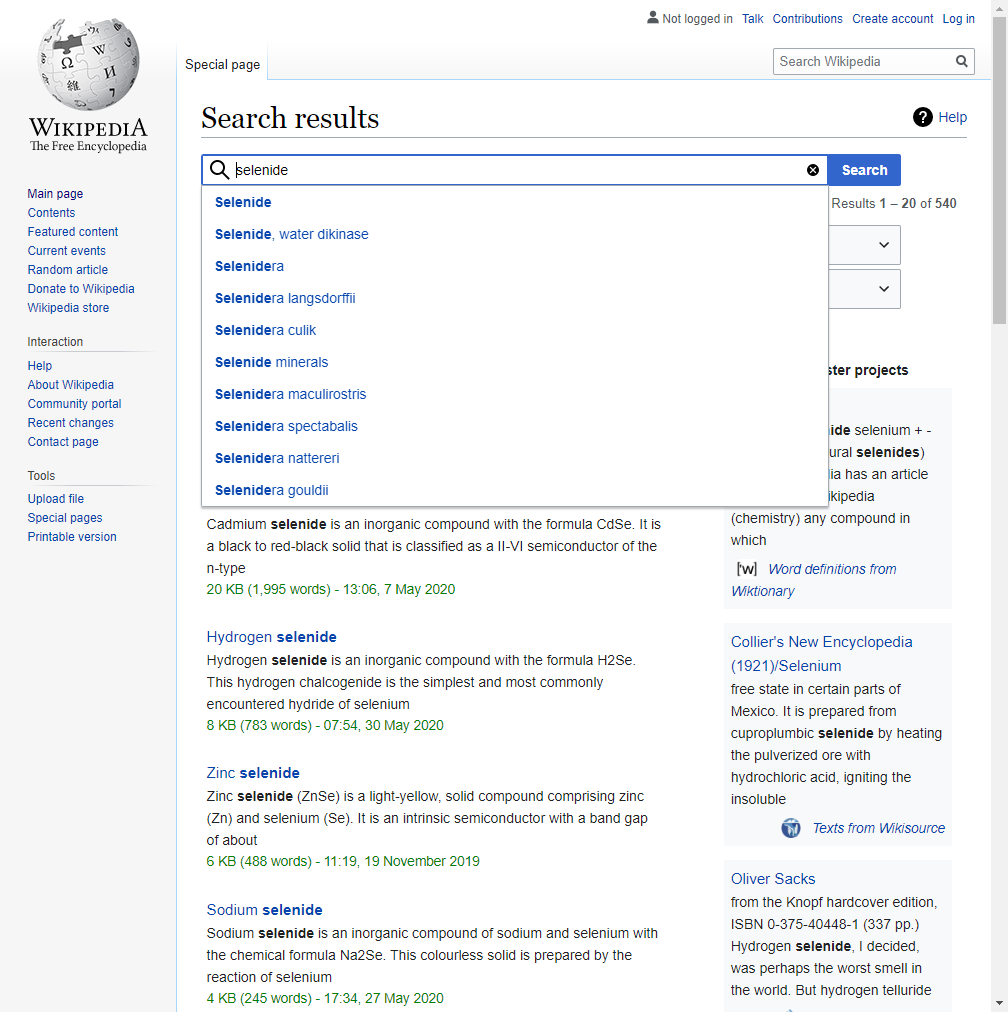 Not logged in Talk Contributions Create account Log in
Special page
Search Wikipedia
WIKIPEDIA
The Free Encyclopedia
Main page
Contents
Featured content
Current events
Random article
Donate to Wikipedia
Wikipedia store
Interaction
Help
About Wikipedia
Community portal
Recent changes
Contact page
Tools
Upload file
Special pages
Printable version
Search results
Help
selenide
Search
Results 1 – 20 of 540
Selenide
Selenide, water dikinase
Selenidera
Selenidera langsdorffii
Selenidera culik
Selenide minerals
Selenidera maculirostris
Selenidera spectabalis
Selenidera nattereri
Selenidera gouldii
Cadmium selenide is an inorganic compound with the formula CdSe. It is
a black to red-black solid that is classified as a II-VI semiconductor of the
n-type
20 KB (1,995 words) - 13:06, 7 May 2020
Hydrogen selenide
Hydrogen selenide is an inorganic compound with the formula H2Se.
This hydrogen chalcogenide is the simplest and most commonly
encountered hydride of selenium
8 KB (783 words) - 07:54, 30 May 2020
Zinc selenide
Zinc selenide (ZnSe) is a light-yellow, solid compound comprising zinc
(Zn) and selenium (Se). It is an intrinsic semiconductor with a band gap
of about
6 KB (488 words) - 11:19, 19 November 2019
Sodium selenide
Sodium selenide is an inorganic compound of sodium and selenium with
the chemical formula Na2Se. This colourless solid is prepared by the
reaction of selenium
4 KB (245 words) - 17:34, 27 May 2020
ster projects
ide selenium + -
ural selenides)
ia has an article
ikipedia
(chemistry) any compound in
which
['w] Word definitions from
Wiktionary
Collier's New Encyclopedia
(1921)/Selenium
free state in certain parts of
Mexico. It is prepared from
cuproplumbic selenide by heating
the pulverized ore with
hydrochloric acid, igniting the
insoluble
Texts from Wikisource
Oliver Sacks
from the Knopf hardcover edition,
ISBN 0-375-40448-1 (337 pp.)
Hydrogen selenide, I decided,
was perhaps the worst smell in
the world. But hydrogen telluride